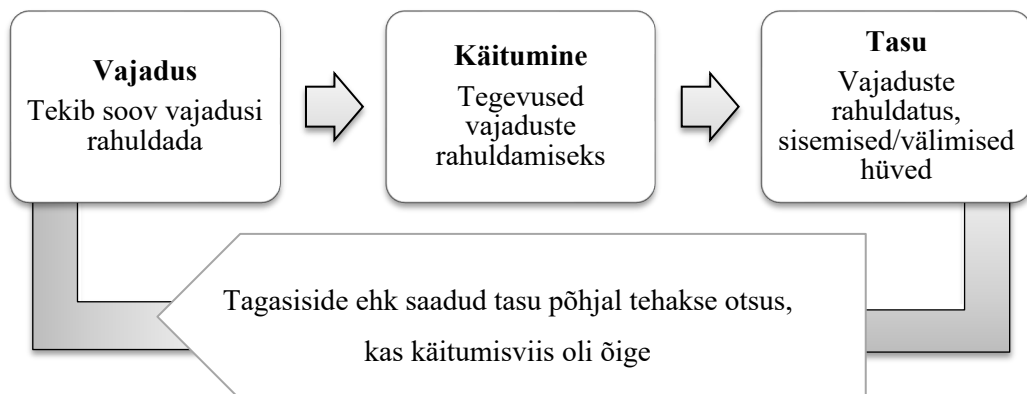 Vajadus
Tekib soov vajadusi
rahuldada
Käitumine
Tegevused
vajaduste
rahuldamiseks
Tasu
Vajaduste
rahuldatus,
sisemised/välimised
hüved
Tagasiside ehk saadud tasu põhjal tehakse otsus,
kas käitumisviis oli õige